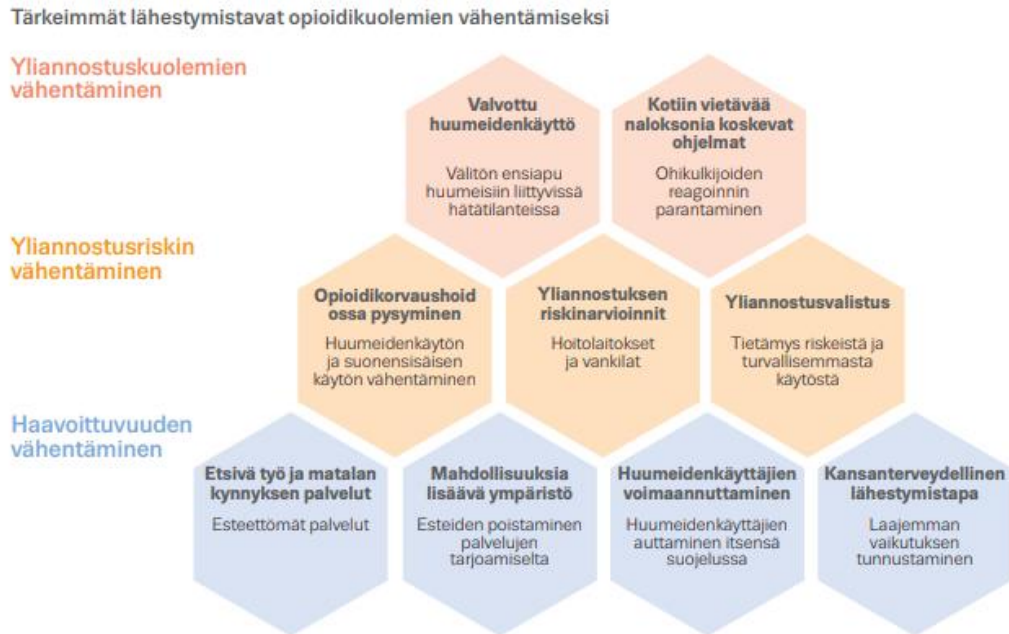 Tärkeimmät lähestymistavat opioidikuolemien vähentämiseksi
Yliannostuskuolemien
vähentäminen
Valvottu
huumeidenkäyttö
Välitön ensiapu
huumeisiin liittyvissä
hätätilanteissa
Kotiin vietävää
naloksonia koskevat
ohjelmat
Ohikulkijoiden
reagoinnin
parantaminen
Yliannostusriskin
vähentäminen
Opioidikorvaushoid
ossa pysyminen
Huumeidenkäytön
ja suonensisäisen
käytön vähentäminen
Yliannostuksen
riskinarvioinnit
Hoitolaitokset
ja vankilat
Yliannostusvalistus
Tietämys riskeistä ja
turvallisemmasta
käytöstä
Haavoittuvuuden
vähentäminen
Etsivä työ ja matalan
kynnyksen palvelut
Esteettömät palvelut
Mahdollisuuksia
lisäävä ympäristö
Esteiden poistaminen
palvelujen
tarjoamiselta
Huumeidenkäyttäjien
voimaannuttaminen
Huumeidenkäyttäjien
auttaminen itsensä
suojelussa
Kansanterveydellinen
lähestymistapa
Laajemman
vaikutuksen
tunnustaminen